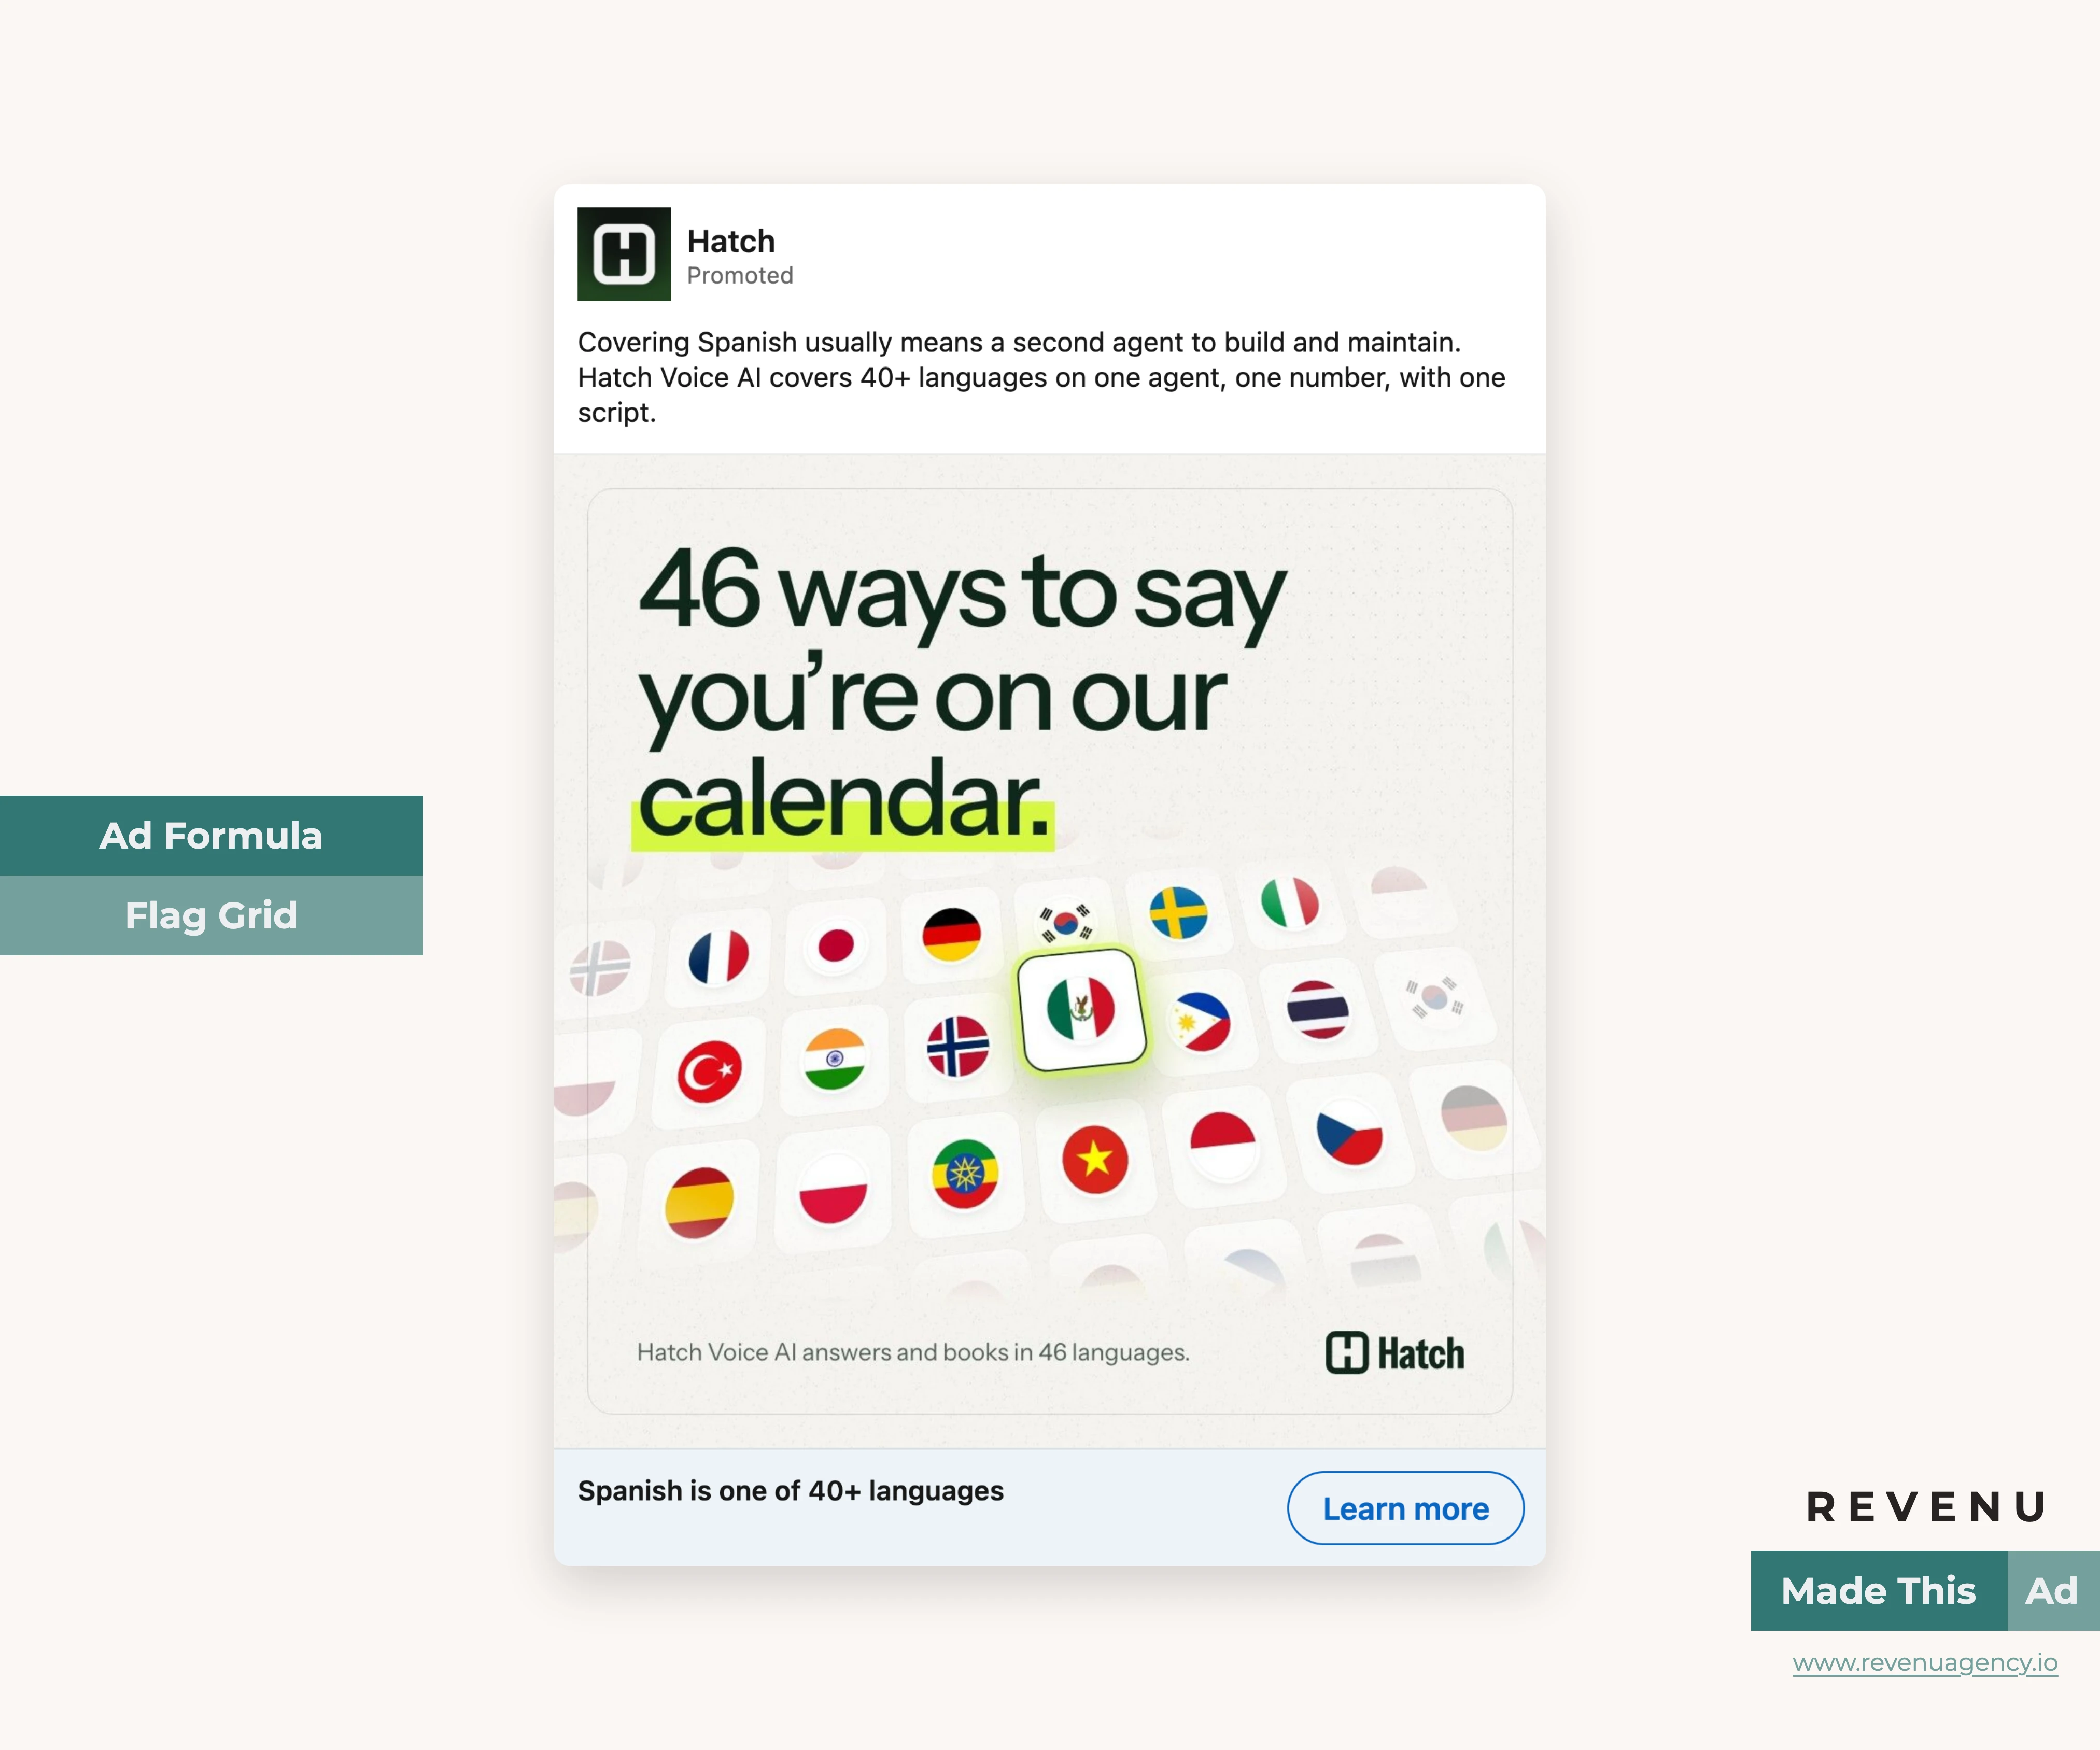 Hatch
Promoted
Covering Spanish usually means a second agent to build and maintain.
Hatch Voice AI covers 40+ languages on one agent, one number, with one
script.
46 ways to say
you’re on our
calendar.
Ad Formula
Flag Grid
Hatch Voice AI answers and books in 46 languages.
Hatch
Spanish is one of 40+ languages
Learn more
REVENU
Made This Ad
www.revenuagency.io